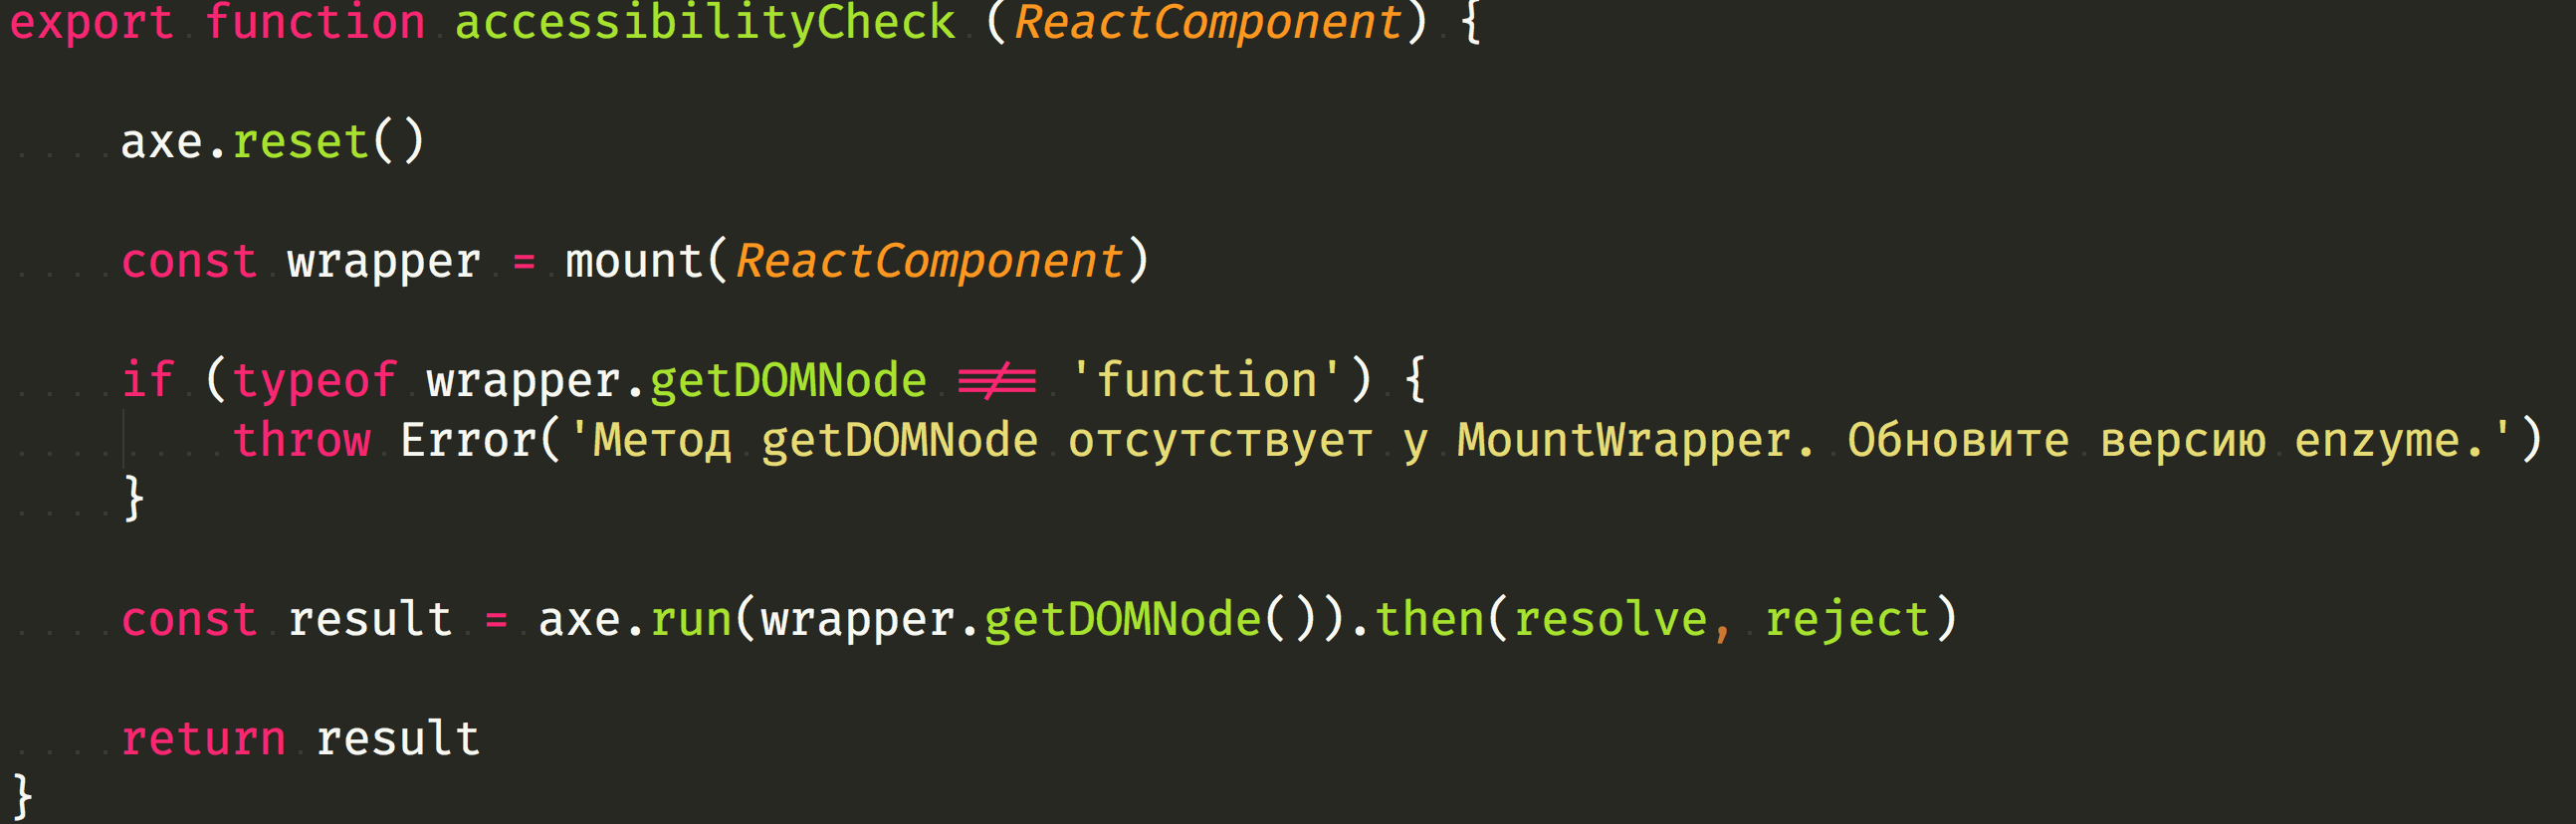 export function accessibilityCheck (ReactComponent) {
axe.reset()
const wrapper = mount(ReactComponent)
if (typeof wrapper.getDOMNode !== 'function') {
throw Error('Метод getDOMNode отсутствует у MountWrapper. Обновите версию enzyme.')
}
const result = axe.run(wrapper.getDOMNode()).then(resolve, reject)
return result
}